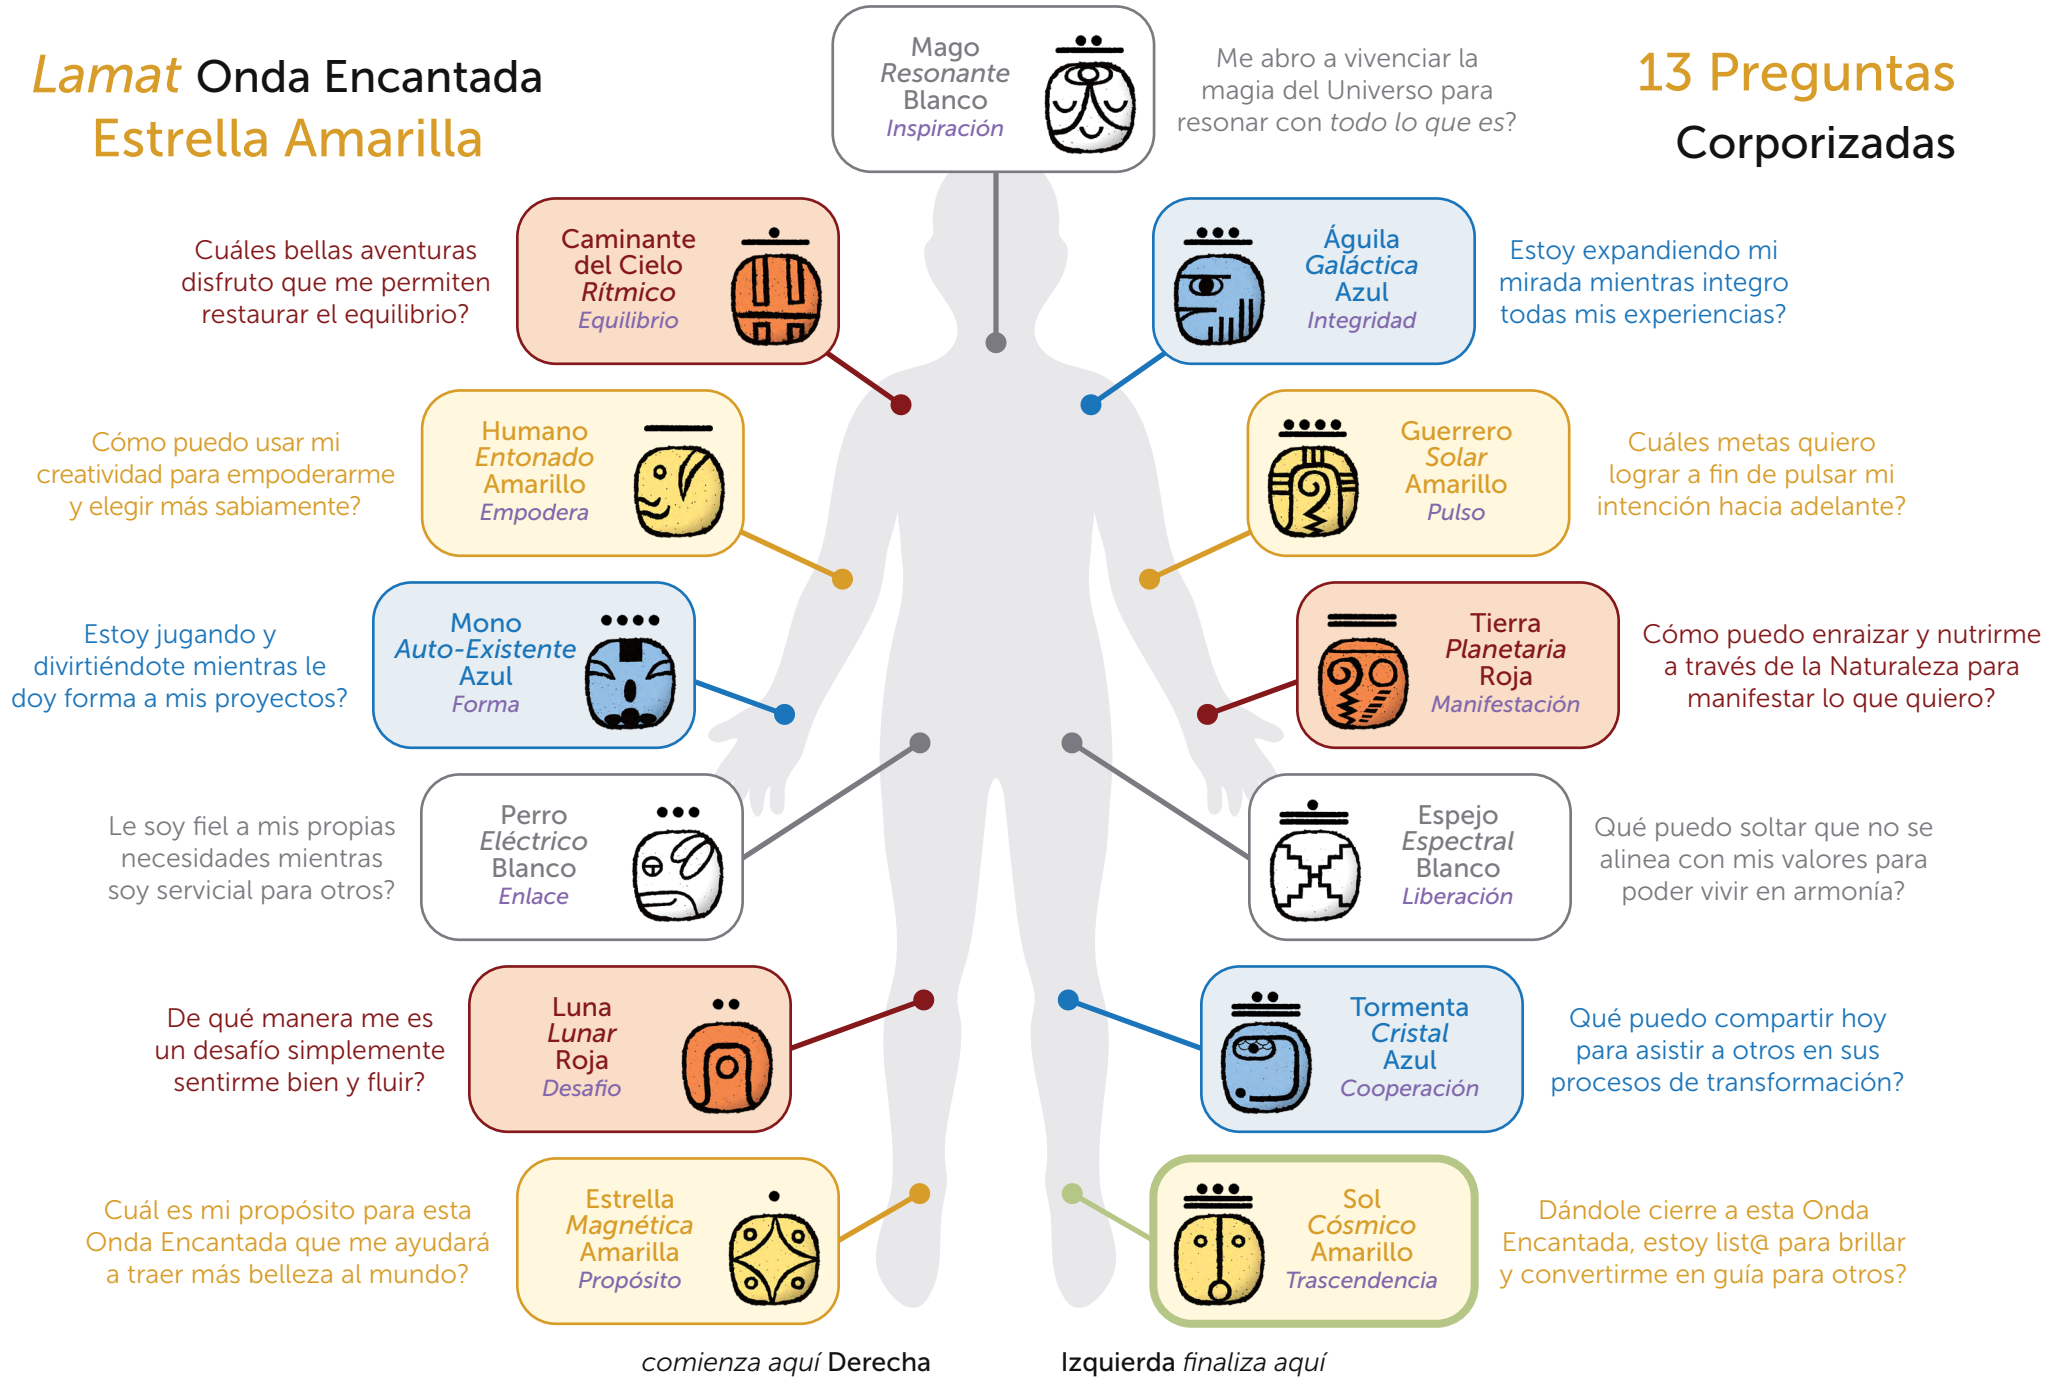 Lamat Onda Encantada
Estrella Amarilla
13 Preguntas
Corporizadas
Mago
Resonante
Blanco
Inspiración
Me abro a vivenciar la
magia del Universo para
resonar con todo lo que es?
Cuáles bellas aventuras
disfruto que me permiten
restaurar el equilibrio?
Caminante
del Cielo
Rítmico
Equilibrio
Águila
Galáctica
Azul
Integridad
Estoy expandiendo mi
mirada mientras integro
todas mis experiencias?
Cómo puedo usar mi
creatividad para empoderarme
y elegir más sabiamente?
Humano
Entonado
Amarillo
Empodera
Guerrero
Solar
Amarillo
Pulso
Cuáles metas quiero
lograr a fin de pulsar mi
intención hacia adelante?
Estoy jugando y
divirtiéndote mientras le
doy forma a mis proyectos?
Mono
Auto-Existente
Azul
Forma
Tierra
Planetaria
Roja
Manifestación
Cómo puedo enraizar y nutrirme
a través de la Naturaleza para
manifestar lo que quiero?
Le soy fiel a mis propias
necesidades mientras
soy servicial para otros?
Perro
Eléctrico
Blanco
Enlace
Espejo
Espectral
Blanco
Liberación
Qué puedo soltar que no se
alinea con mis valores para
poder vivir en armonía?
De qué manera me es
un desafío simplemente
sentirme bien y fluir?
Luna
Lunar
Roja
Desafio
Tormenta
Cristal
Azul
Cooperación
Qué puedo compartir hoy
para asistir a otros en sus
procesos de transformación?
Cuál es mi propósito para esta
Onda Encantada que me ayudará
a traer más belleza al mundo?
Estrella
Magnética
Amarilla
Propósito
Sol
Cósmico
Amarillo
Trascendencia
Dándole cierre a esta Onda
Encantada, estoy list@ para brillar
y convertirme en guía para otros?
comienza aquí Derecha
Izquierda finaliza aquí